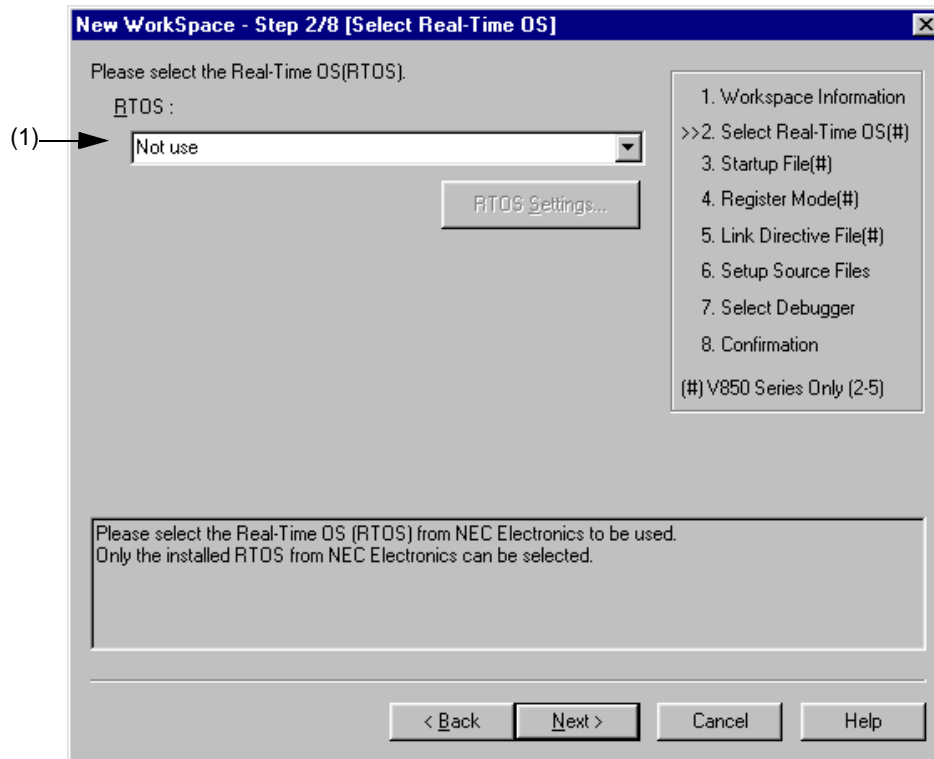 New WorkSpace - Step 2/8 [Select Real-Time OS]
Please select the Real-Time OS(RTOS).
RTOS :
(1)
Not use
RTOS Settings...
1. Workspace Information
>>2. Select Real-Time OS(#)
3. Startup File(#)
4. Register Mode(#)
5. Link Directive File(#)
6. Setup Source Files
7. Select Debugger
8. Confirmation
(#) V850 Series Only (2-5)
Please select the Real-Time OS (RTOS) from NEC Electronics to be used.
Only the installed RTOS from NEC Electronics can be selected.
< Back
Next >
Cancel
Help